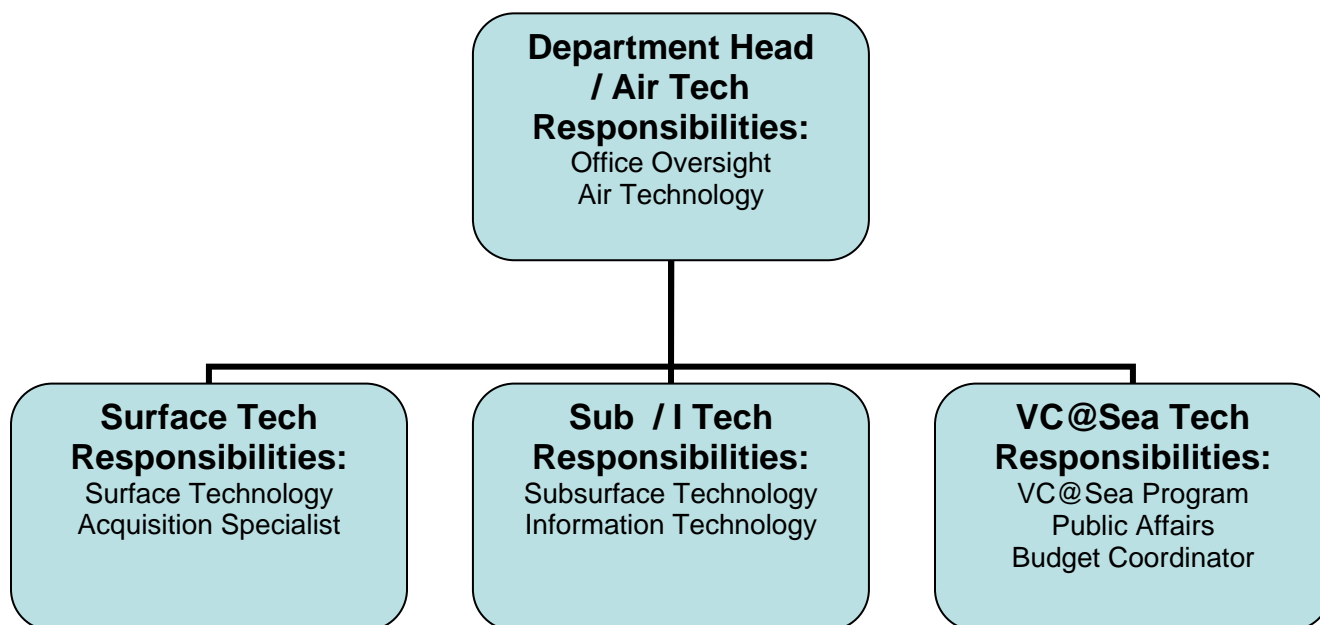 Department Head
/ Air Tech
Responsibilities:
Office Oversight
Air Technology
Surface Tech
Responsibilities:
Surface Technology
Acquisition Specialist
Sub / I Tech
Responsibilities:
Subsurface Technology
Information Technology
VC@Sea Tech
Responsibilities:
VC@Sea Program
Public Affairs
Budget Coordinator